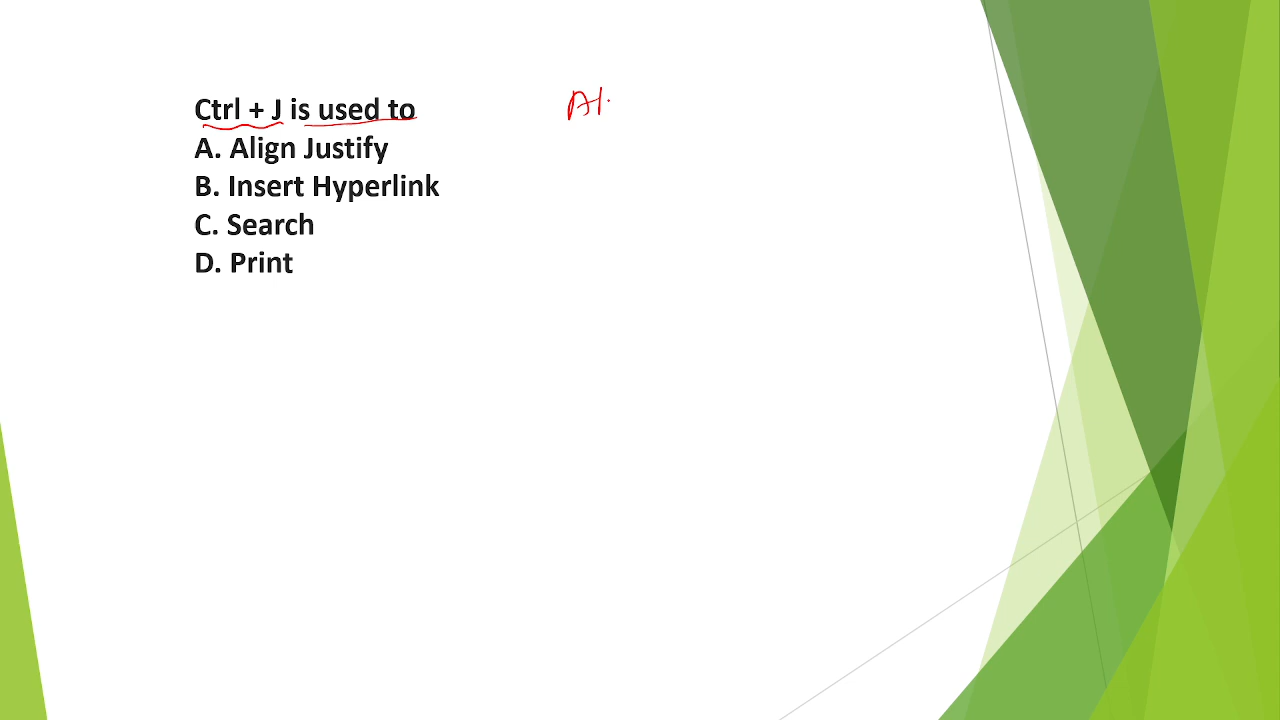 Ctrl + J is used to
A. Align Justify
B. Insert Hyperlink
C. Search
D. Print